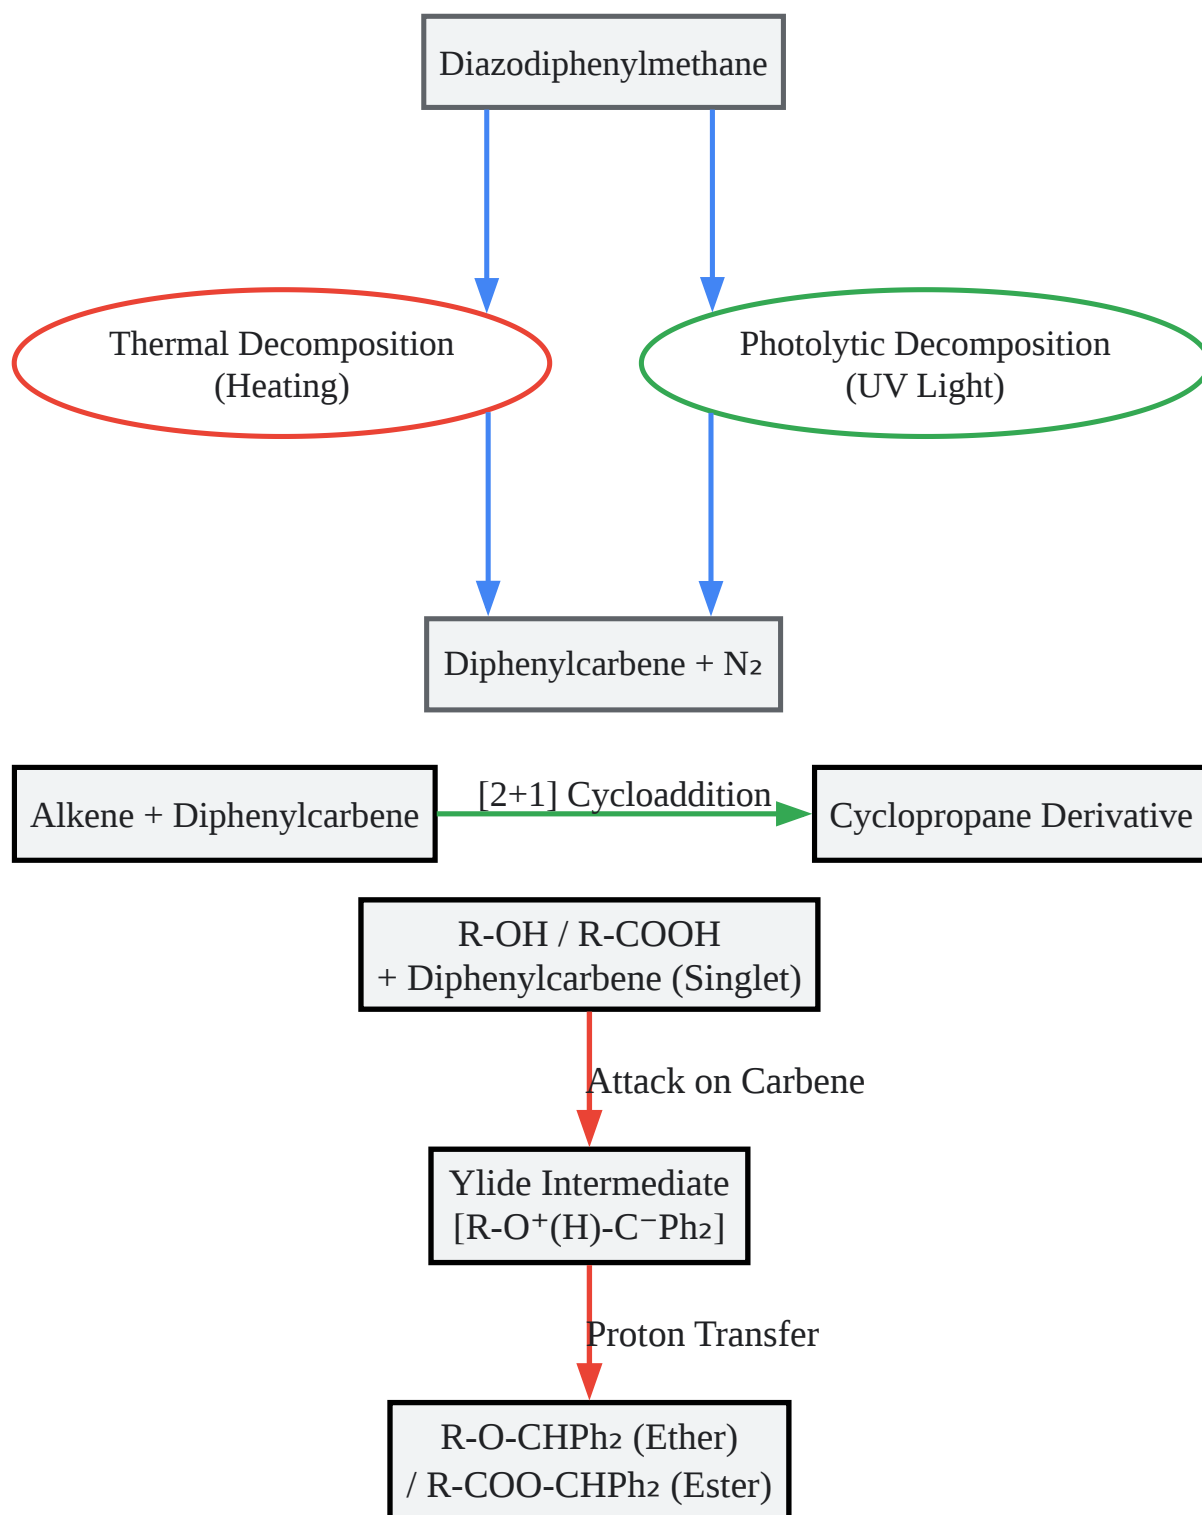 Diazodiphenylmethane
Thermal Decomposition
(Heating)
Photolytic Decomposition
(UV Light)
Diphenylcarbene + N₂
Alkene + Diphenylcarbene
[2+1] Cycloaddition
Cyclopropane Derivative
R-OH / R-COOH
+ Diphenylcarbene (Singlet)
Attack on Carbene
Ylide Intermediate
[R-O⁺(H)-C⁻Ph₂]
Proton Transfer
R-O-CHPh₂ (Ether)
/ R-COO-CHPh₂ (Ester)